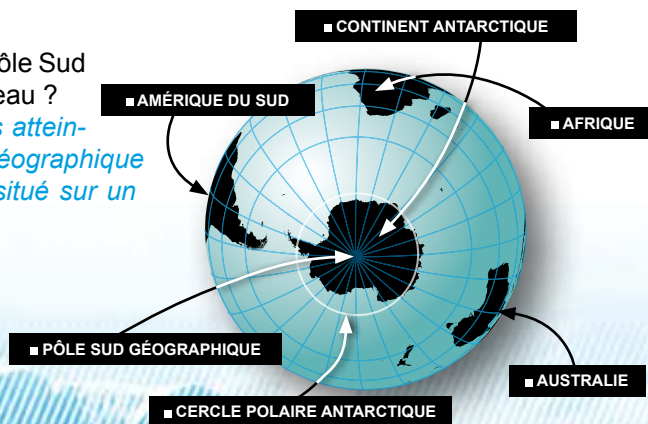 ôle Sud
eau ?
s attein-
éographique
situé sur un
■ CONTINENT ANTARCTIQUE
■ AMÉRIQUE DU SUD
■ AFRIQUE
■ PÔLE SUD GÉOGRAPHIQUE
■ AUSTRALIE
■ CERCLE POLAIRE ANTARCTIQUE